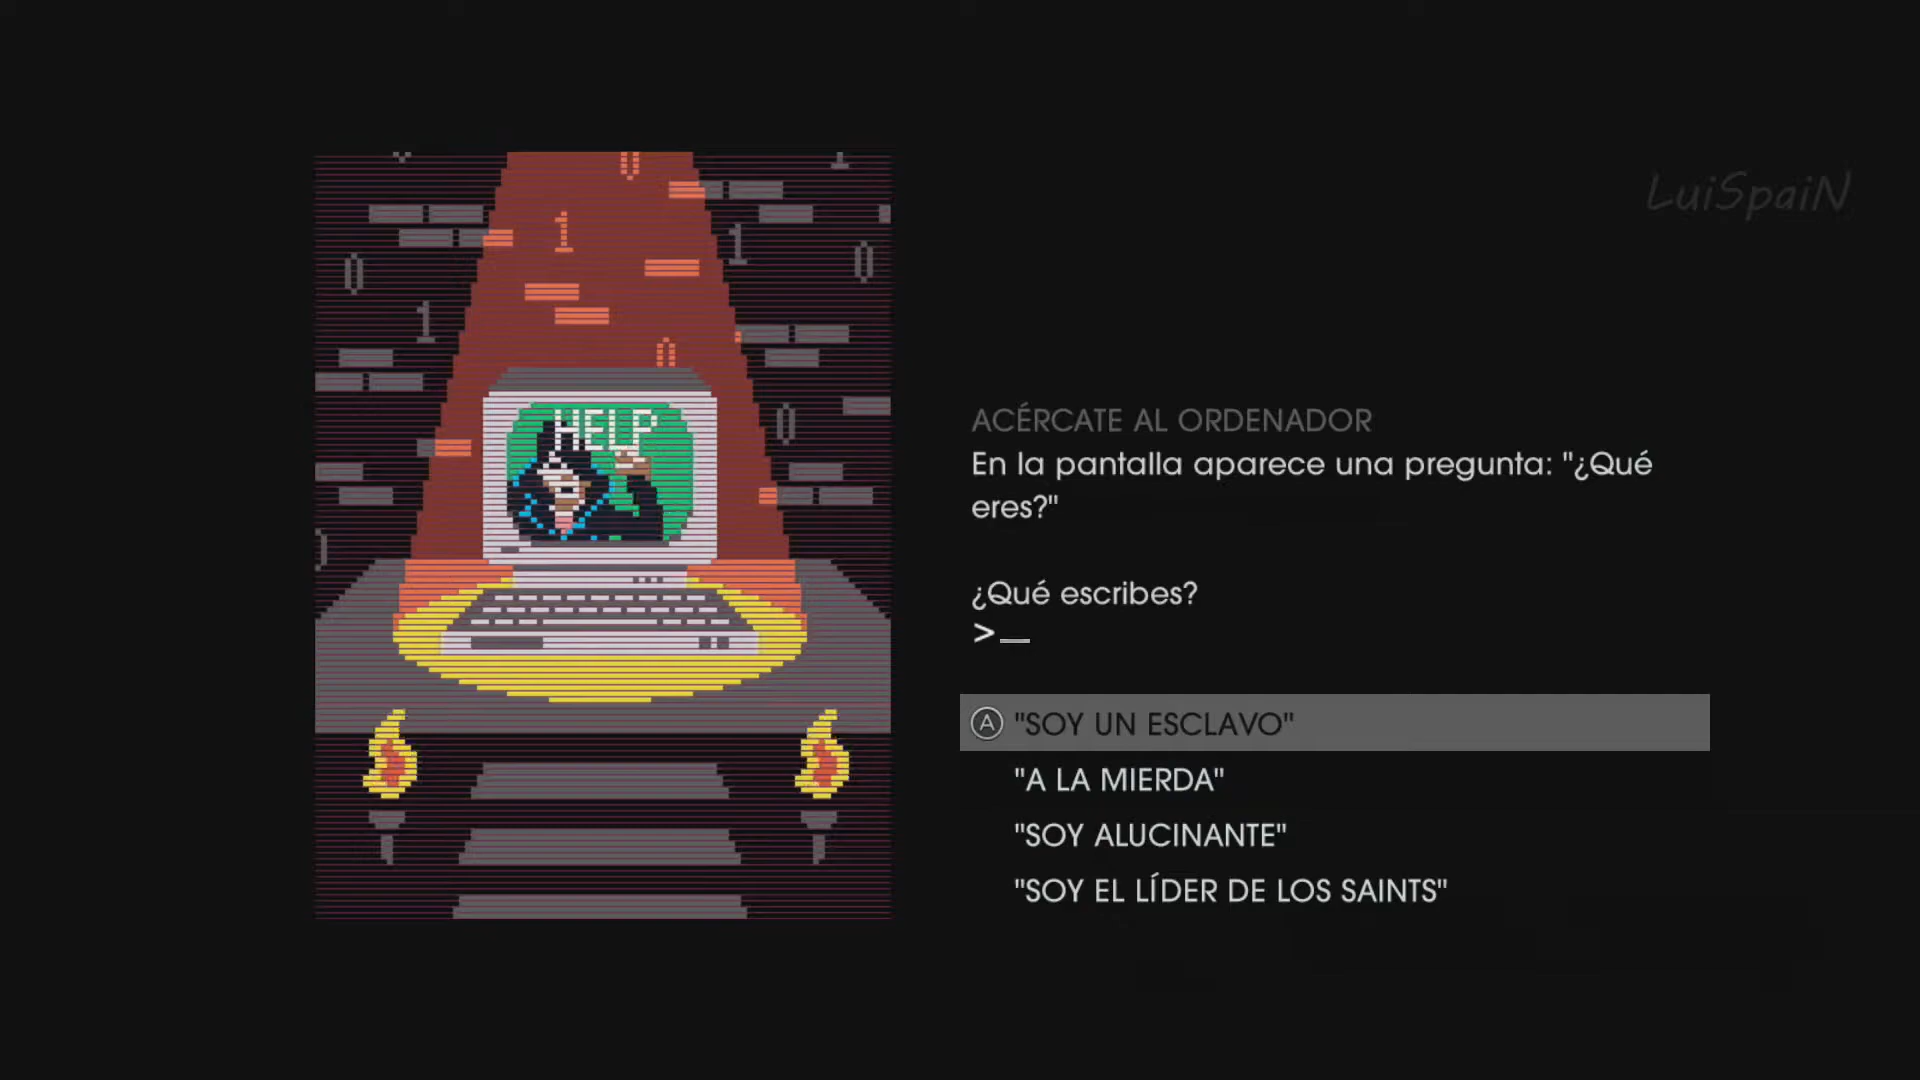 LuiSpaiN
HELP
ACÉRCATE AL ORDENADOR
En la pantalla aparece una pregunta: "¿Qué
eres?"
¿Qué escribes?
>__
Ⓐ "SOY UN ESCLAVO"
"A LA MIERDA"
"SOY ALUCINANTE"
"SOY EL LÍDER DE LOS SAINTS"